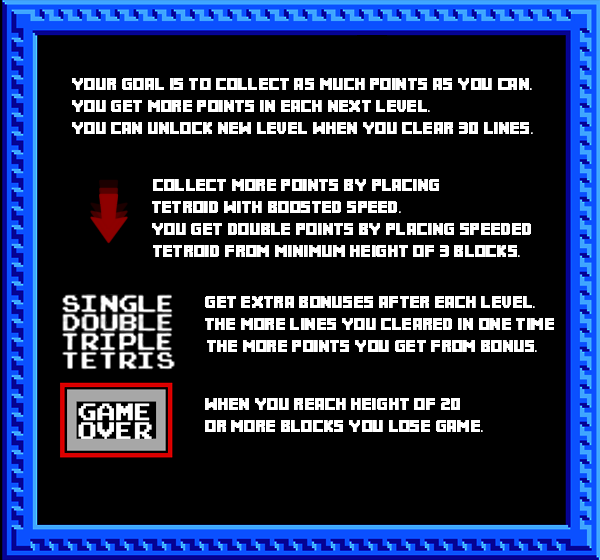 YOUR GOAL IS TO COLLECT AS MUCH POINTS AS YOU CAN.
YOU GET MORE POINTS IN EACH NEXT LEVEL.
YOU CAN UNLOCK NEW LEVEL WHEN YOU CLEAR 30 LINES.
COLLECT MORE POINTS BY PLACING
TETROID WITH BOOSTED SPEED.
YOU GET DOUBLE POINTS BY PLACING SPEEDED
TETROID FROM MINIMUM HEIGHT OF 3 BLOCKS.
SINGLE
DOUBLE
TRIPLE
TETRIS
GET EXTRA BONUSES AFTER EACH LEVEL.
THE MORE LINES YOU CLEARED IN ONE TIME
THE MORE POINTS YOU GET FROM BONUS.
GAME
OVER
WHEN YOU REACH HEIGHT OF 20
OR MORE BLOCKS YOU LOSE GAME.